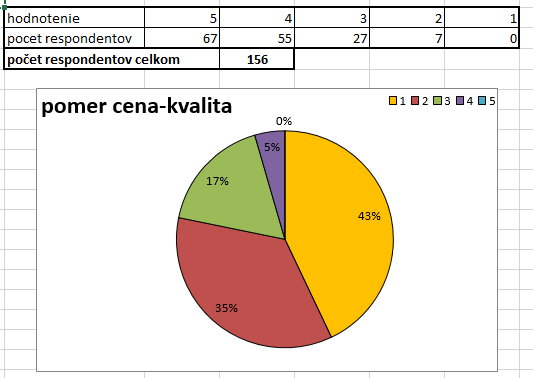 hodnotenie 5 4 3 2 1
pocet respondentov 67 55 27 7 0
počet respondentov celkom 156
pomer cena-kvalita
1 2 3 4 5
0%
5%
17%
43%
35%